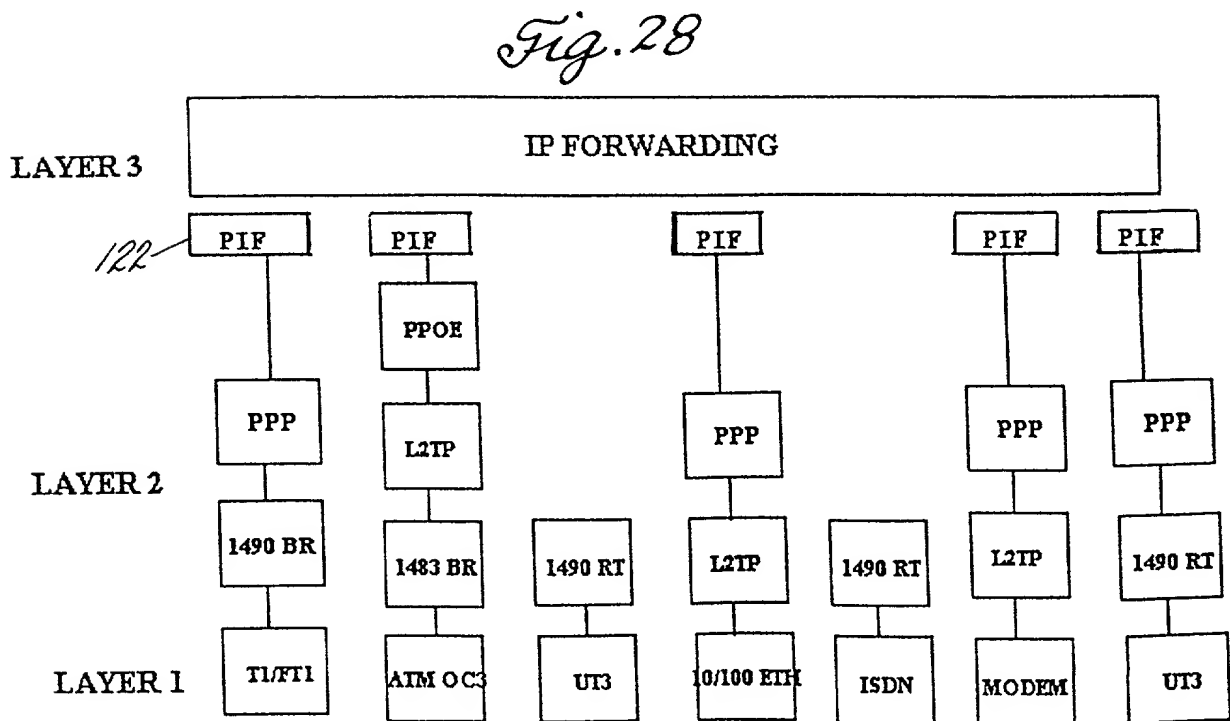 Fig. 28
IP FORWARDING
LAYER 3
122
PIF PIF PIF PIF PIF
PPOE
PPP L2TP PPP PPP PPP
LAYER 2
1490 BR 1483 BR 1490 RT L2TP 1490 RT L2TP 1490 RT
LAYER 1 T1/FT1 ATM OC3 UT3 10/100 ETH ISDN MODEM UT3